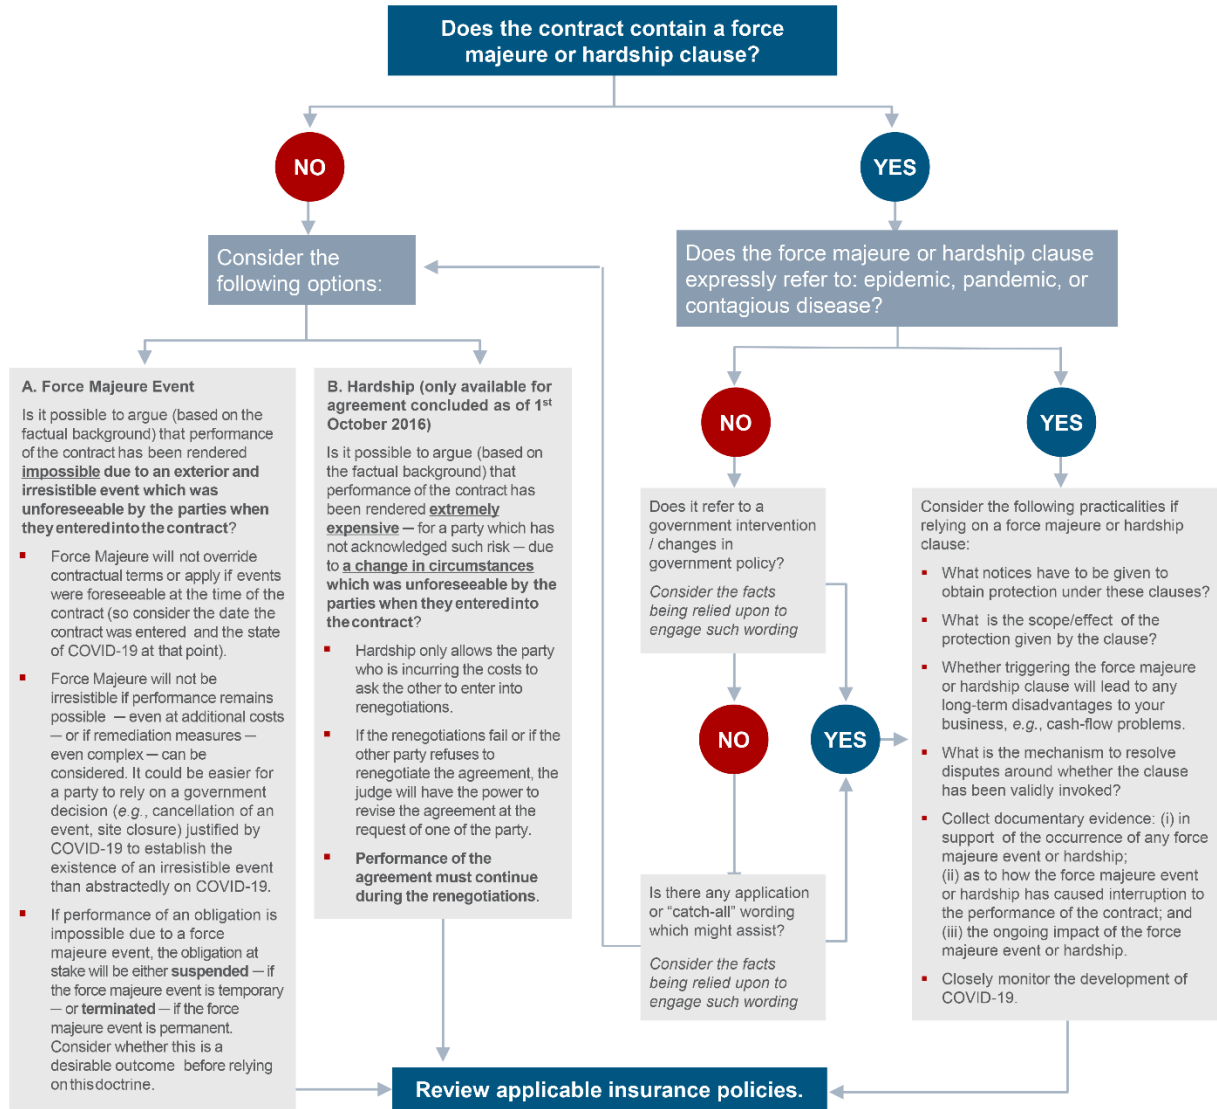 Does the contract contain a force
majeure or hardship clause?
NO
YES
Consider the
following options:
Does the force majeure or hardship clause
expressly refer to: epidemic, pandemic, or
contagious disease?
A. Force Majeure Event
Is it possible to argue (based on the
factual background) that performance
of the contract has been rendered
impossible due to an exterior and
irresistible event which was
unforeseeable by the parties when
they entered into the contract?
▪ Force Majeure will not override
contractual terms or apply if events
were foreseeable at the time of the
contract (so consider the date the
contract was entered and the state
of COVID-19 at that point).
▪ Force Majeure will not be
irresistible if performance remains
possible — even at additional costs
— or if remediation measures —
even complex — can be
considered. It could be easier for
a party to rely on a government
decision (e.g., cancellation of an
event, site closure) justified by
COVID-19 to establish the
existence of an irresistible event
than abstractedly on COVID-19.
▪ If performance of an obligation is
impossible due to a force
majeure event, the obligation at
stake will be either suspended — if
the force majeure event is temporary
— or terminated — if the force
majeure event is permanent.
Consider whether this is a
desirable outcome before relying
on this doctrine.
B. Hardship (only available for
agreement concluded as of 1st
October 2016)
Is it possible to argue (based on
the factual background) that
performance of the contract has
been rendered extremely
expensive — for a party which has
not acknowledged such risk — due
to a change in circumstances
which was unforeseeable by the
parties when they entered into
the contract?
▪ Hardship only allows the party
who is incurring the costs to
ask the other to enter into
renegotiations.
▪ If the renegotiations fail or if the
other party refuses to
renegotiate the agreement, the
judge will have the power to
revise the agreement at the
request of one of the party.
▪ Performance of the
agreement must continue
during the renegotiations.
NO
YES
Does it refer to a
government intervention
/ changes in
government policy?
Consider the facts
being relied upon to
engage such wording
NO
YES
Is there any application
or “catch-all” wording
which might assist?
Consider the facts
being relied upon to
engage such wording
Consider the following practicalities if
relying on a force majeure or hardship
clause:
▪ What notices have to be given to
obtain protection under these clauses?
▪ What is the scope/effect of the
protection given by the clause?
▪ Whether triggering the force majeure
or hardship clause will lead to any
long-term disadvantages to your
business, e.g., cash-flow problems.
▪ What is the mechanism to resolve
disputes around whether the clause
has been validly invoked?
▪ Collect documentary evidence: (i) in
support of the occurrence of any force
majeure event or hardship;
(ii) as to how the force majeure event
or hardship has caused interruption to
the performance of the contract; and
(iii) the ongoing impact of the force
majeure event or hardship.
▪ Closely monitor the development of
COVID-19.
Review applicable insurance policies.